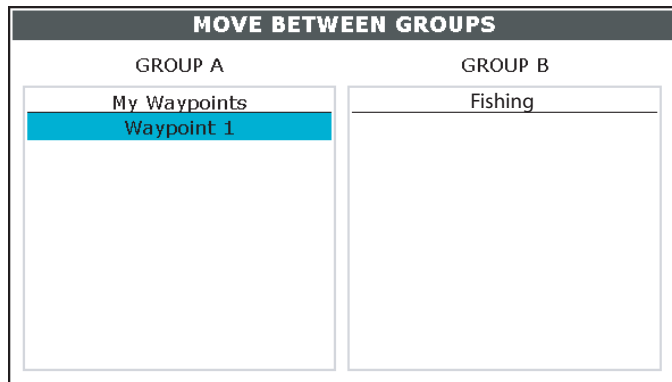 MOVE BETWEEN GROUPS
GROUP A
GROUP B
My Waypoints
Fishing
Waypoint 1